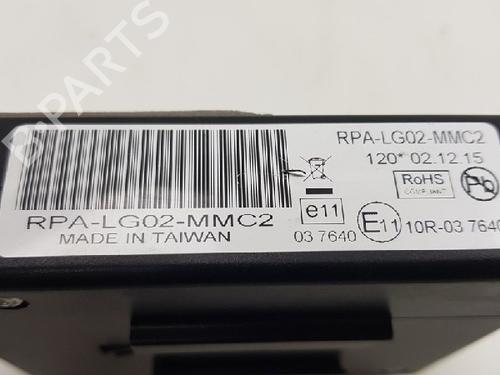 B-PARTS
RPA-LG02-MMC2
120* 02.12.15
RoHS
COMPLIANT
Pb
RPA-LG02-MMC2
MADE IN TAIWAN
e11
03 7640
E11
10R-03 7640